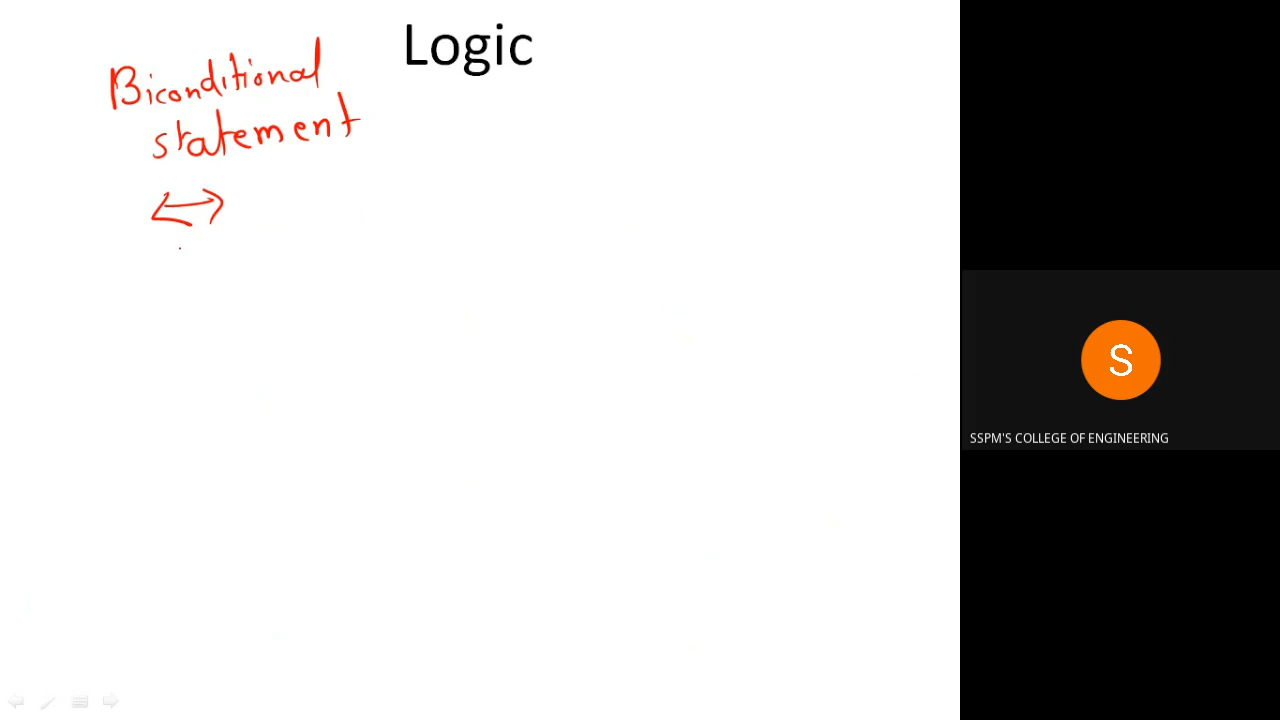 Logic
Biconditional
statement
↔
S
SSPM'S COLLEGE OF ENGINEERING